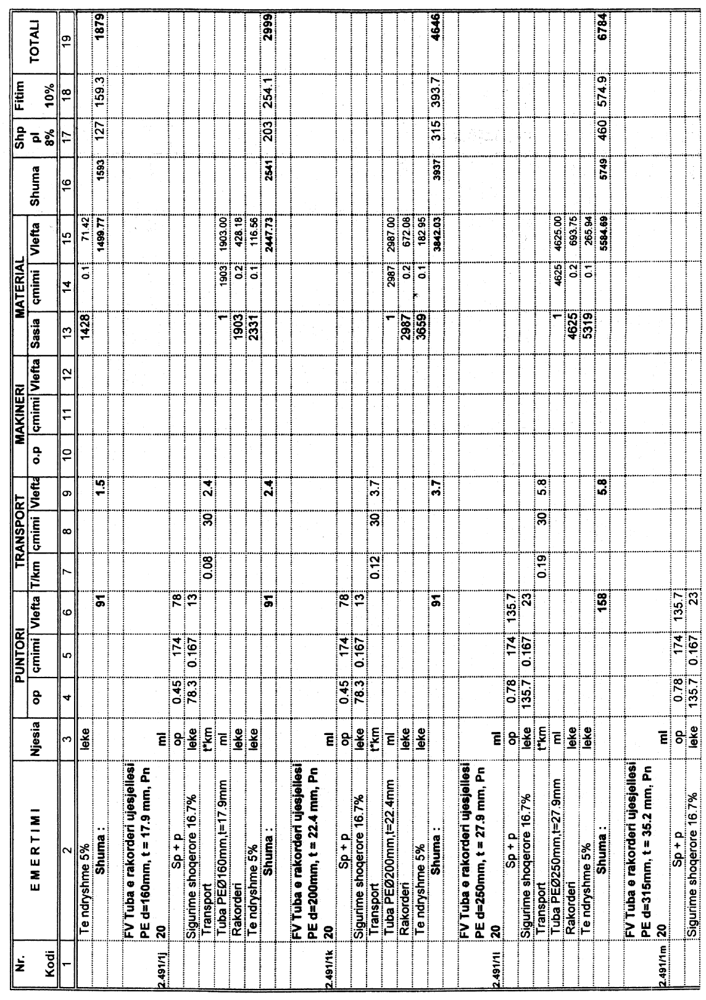 Nr. E M E R T I M I Njesia PUNTORI TRANSPORT MAKINERI MATERIAL Shuma Shp Fitim TOTALI
Kodi op çmimi Vlefta T/km çmimi Vlefta o.p çmimi Vlefta Sasia çmimi Vlefta pl 8% 10%
1 2 3 4 5 6 7 8 9 10 11 12 13 14 15 16 17 18 19
Te ndryshme 5% leke 1428 0.1 71.42
Shuma : 91 1.5 1499.77 1593 127 159.3 1879
FV Tuba e rakorderi ujesjellesi
PE d=160mm, t = 17.9 mm, Pn
2.491/1j 20 ml
Sp + p op 0.45 174 78
Sigurime shoqerore 16.7% leke 78.3 0.167 13
Transport t*km 0.08 30 2.4
Tuba PEØ160mm,t=17.9mm ml 1 1903 1903.00
Rakorderi leke 1903 0.2 428.18
Te ndryshme 5% leke 2331 0.1 116.56
Shuma : 91 2.4 2447.73 2541 203 254.1 2999
FV Tuba e rakorderi ujesjellesi
PE d=200mm, t = 22.4 mm, Pn
2.491/1k 20 ml
Sp + p op 0.45 174 78
Sigurime shoqerore 16.7% leke 78.3 0.167 13
Transport t*km 0.12 30 3.7
Tuba PEØ200mm,t=22.4mm ml 1 2987 2987.00
Rakorderi leke 2987 0.2 672.08
Te ndryshme 5% leke 3659 0.1 182.95
Shuma : 91 3.7 3842.03 3937 315 393.7 4646
FV Tuba e rakorderi ujesjellesi
PE d=250mm, t = 27.9 mm, Pn
2.491/1l 20 ml
Sp + p op 0.78 174 135.7
Sigurime shoqerore 16.7% leke 135.7 0.167 23
Transport t*km 0.19 30 5.8
Tuba PEØ250mm,t=27.9mm ml 1 4625 4625.00
Rakorderi leke 4625 0.2 693.75
Te ndryshme 5% leke 5319 0.1 265.94
Shuma : 158 5.8 5584.69 5749 460 574.9 6784
FV Tuba e rakorderi ujesjellesi
PE d=315mm, t = 35.2 mm, Pn
2.491/1m 20 ml
Sp + p op 0.78 174 135.7
Sigurime shoqerore 16.7% leke 135.7 0.167 23